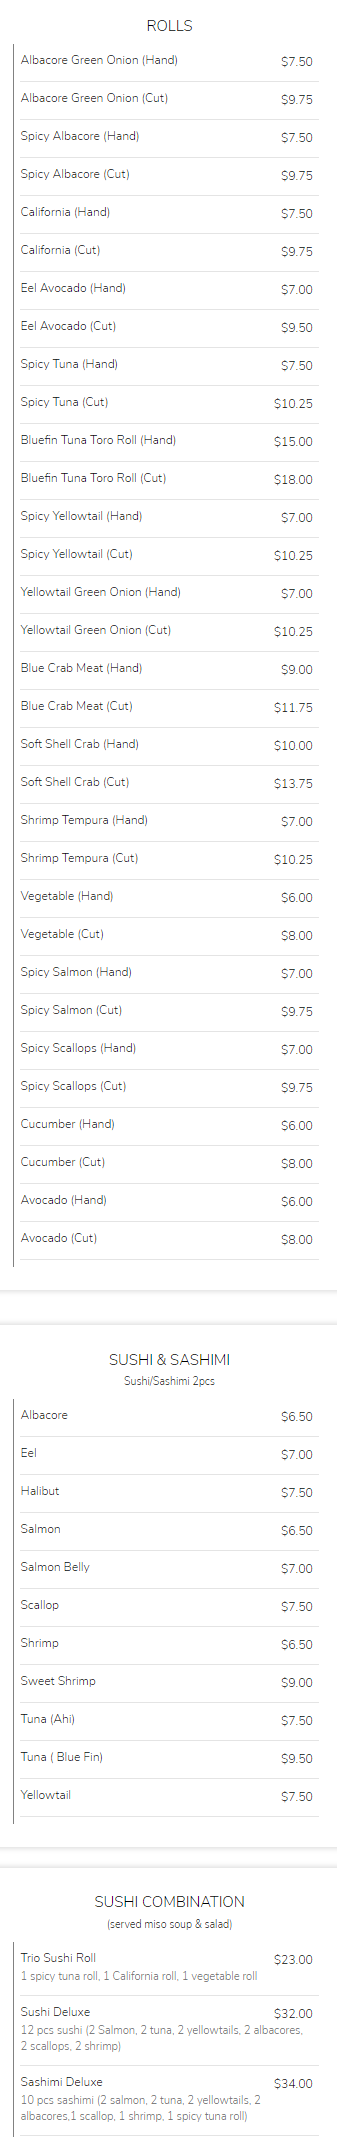 ROLLS
Albacore Green Onion (Hand) $7.50
Albacore Green Onion (Cut) $9.75
Spicy Albacore (Hand) $7.50
Spicy Albacore (Cut) $9.75
California (Hand) $7.50
California (Cut) $9.75
Eel Avocado (Hand) $7.00
Eel Avocado (Cut) $9.50
Spicy Tuna (Hand) $7.50
Spicy Tuna (Cut) $10.25
Bluefin Tuna Toro Roll (Hand) $15.00
Bluefin Tuna Toro Roll (Cut) $18.00
Spicy Yellowtail (Hand) $7.00
Spicy Yellowtail (Cut) $10.25
Yellowtail Green Onion (Hand) $7.00
Yellowtail Green Onion (Cut) $10.25
Blue Crab Meat (Hand) $9.00
Blue Crab Meat (Cut) $11.75
Soft Shell Crab (Hand) $10.00
Soft Shell Crab (Cut) $13.75
Shrimp Tempura (Hand) $7.00
Shrimp Tempura (Cut) $10.25
Vegetable (Hand) $6.00
Vegetable (Cut) $8.00
Spicy Salmon (Hand) $7.00
Spicy Salmon (Cut) $9.75
Spicy Scallops (Hand) $7.00
Spicy Scallops (Cut) $9.75
Cucumber (Hand) $6.00
Cucumber (Cut) $8.00
Avocado (Hand) $6.00
Avocado (Cut) $8.00
SUSHI & SASHIMI
Sushi/Sashimi 2pcs
Albacore $6.50
Eel $7.00
Halibut $7.50
Salmon $6.50
Salmon Belly $7.00
Scallop $7.50
Shrimp $6.50
Sweet Shrimp $9.00
Tuna (Ahi) $7.50
Tuna ( Blue Fin) $9.50
Yellowtail $7.50
SUSHI COMBINATION
(served miso soup & salad)
Trio Sushi Roll $23.00
1 spicy tuna roll, 1 California roll, 1 vegetable roll
Sushi Deluxe $32.00
12 pcs sushi (2 Salmon, 2 tuna, 2 yellowtails, 2 albacores,
2 scallops, 2 shrimp)
Sashimi Deluxe $34.00
10 pcs sashimi (2 salmon, 2 tuna, 2 yellowtails, 2
albacores,1 scallop, 1 shrimp, 1 spicy tuna roll)